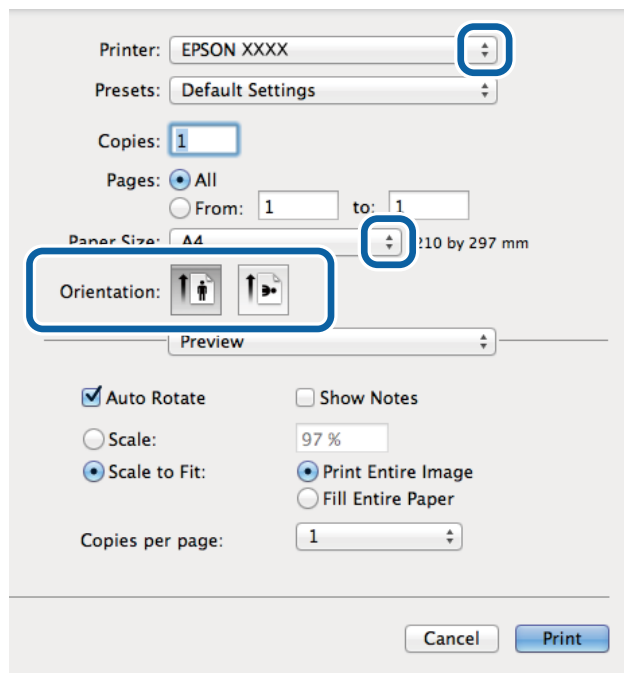 Printer: EPSON XXXX
Presets: Default Settings
Copies: 1
Pages: All
From: 1 to: 1
Paper Size: A4 210 by 297 mm
Orientation:
Preview
Auto Rotate Show Notes
Scale: 97 %
Scale to Fit: Print Entire Image
Fill Entire Paper
Copies per page: 1
Cancel Print